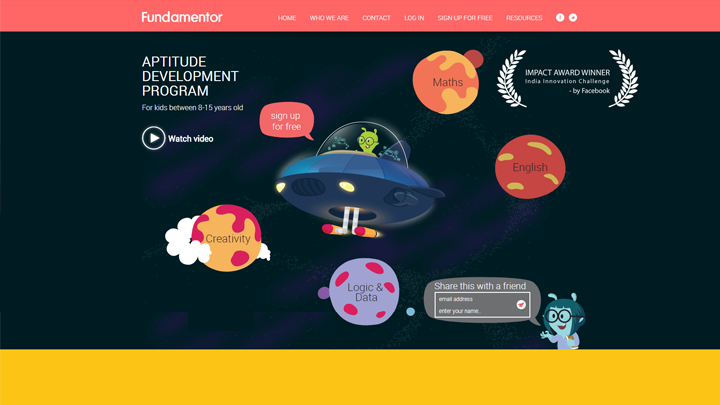 Fundamentor
HOME WHO WE ARE CONTACT LOG IN SIGN UP FOR FREE RESOURCES
APTITUDE
DEVELOPMENT
PROGRAM
For kids between 8-15 years old
Watch video
sign up
for free
Maths
IMPACT AWARD WINNER
India Innovation Challenge
- by Facebook
English
Creativity
Logic &
Data
Share this with a friend
email address
enter your name..